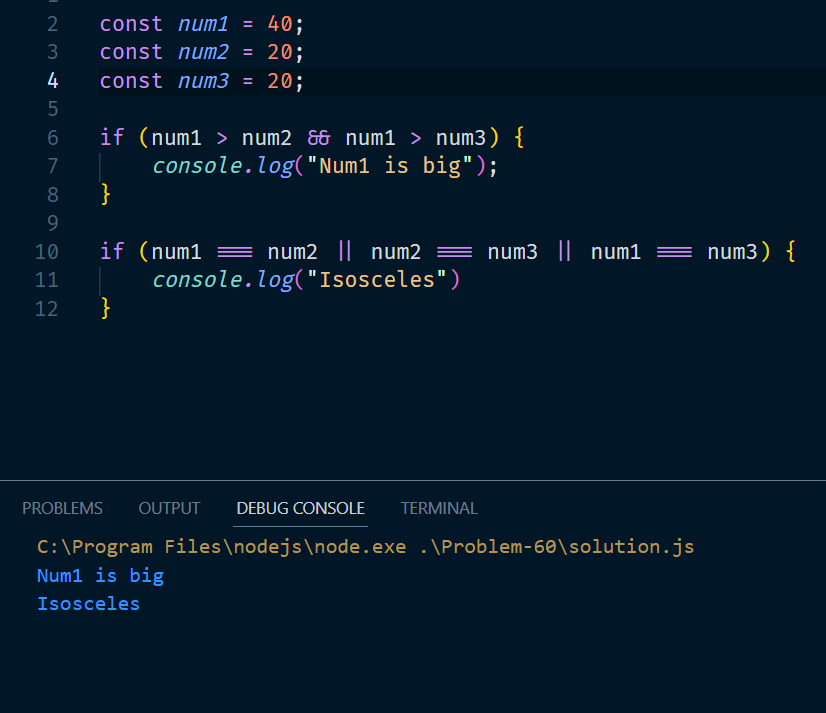 2 const num1 = 40;
3 const num2 = 20;
4 const num3 = 20;
5
6 if (num1 > num2 && num1 > num3) {
7     console.log("Num1 is big");
8 }
9
10 if (num1 === num2 || num2 === num3 || num1 === num3) {
11     console.log("Isosceles")
12 }
PROBLEMS OUTPUT DEBUG CONSOLE TERMINAL
C:\Program Files\nodejs\node.exe .\Problem-60\solution.js
Num1 is big
Isosceles